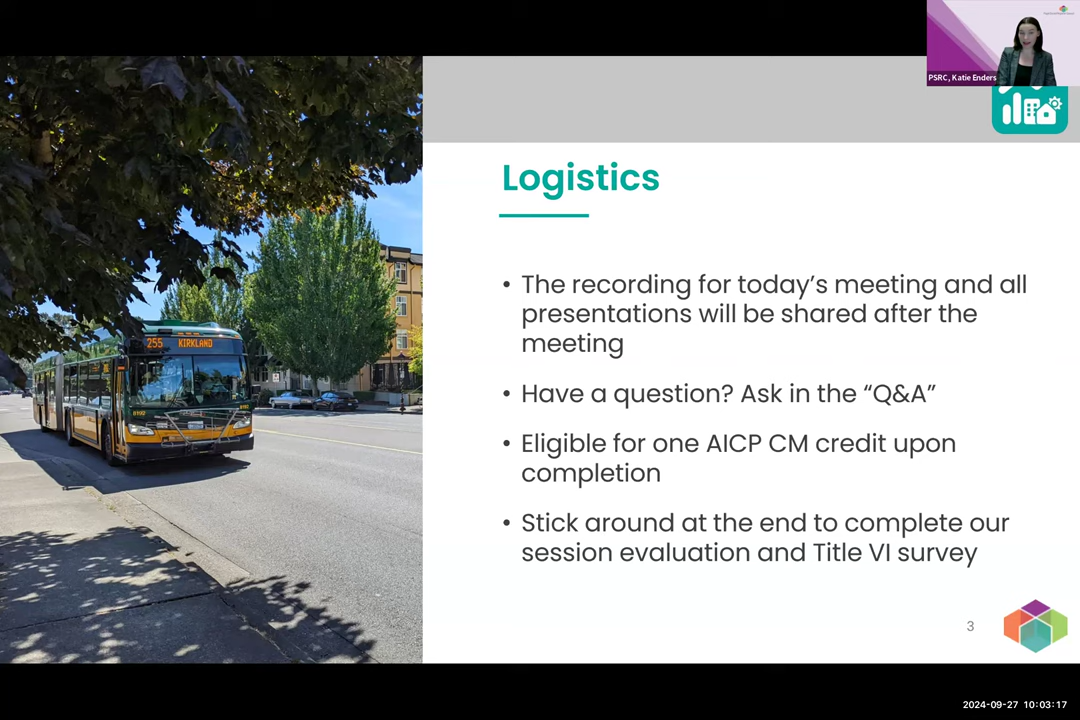 PSRC, Katie Enders
Logistics
• The recording for today’s meeting and all
presentations will be shared after the
meeting
• Have a question? Ask in the “Q&A”
• Eligible for one AICP CM credit upon
completion
• Stick around at the end to complete our
session evaluation and Title VI survey
255 KIRKLAND
3
2024-09-27 10:03:17